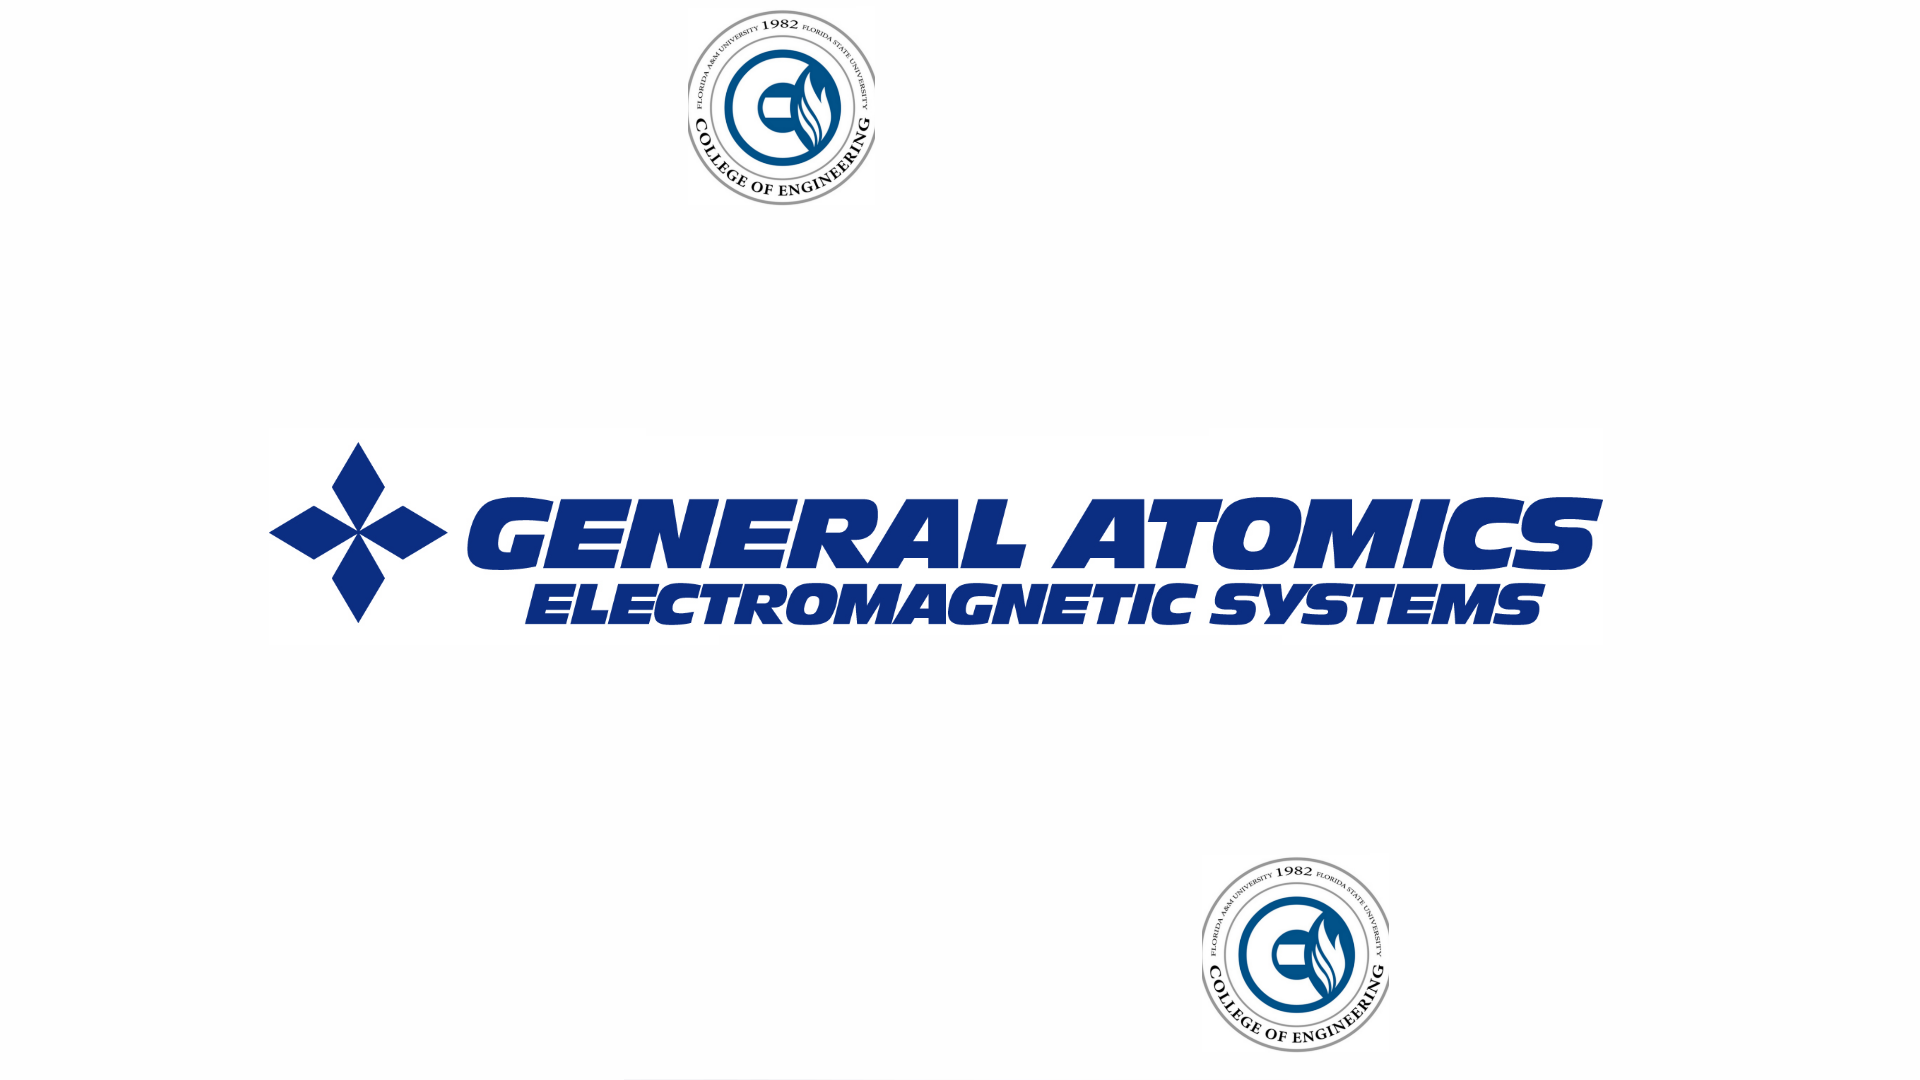 FLORIDA A&M UNIVERSITY 1982 FLORIDA STATE UNIVERSITY
COLLEGE OF ENGINEERING
GENERAL ATOMICS
ELECTROMAGNETIC SYSTEMS
FLORIDA A&M UNIVERSITY 1982 FLORIDA STATE UNIVERSITY
COLLEGE OF ENGINEERING